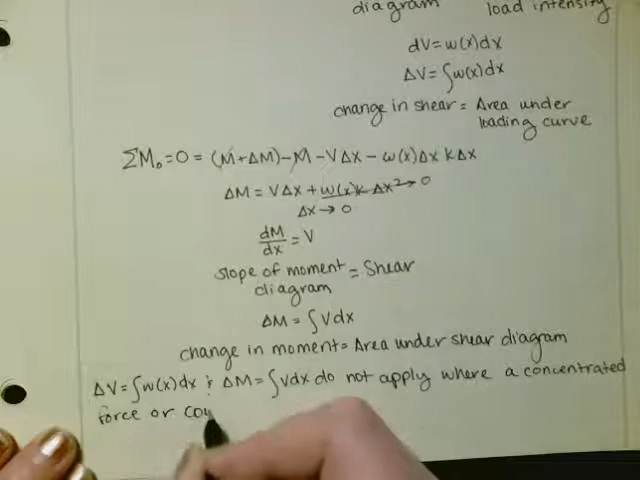 diagram load intensity
dV = w(x)dx
ΔV = ∫w(x)dx
change in shear = Area under
loading curve
ΣMₒ = 0 = (M+ΔM) - M - VΔx - w(x)Δx kΔx
ΔM = VΔx + w(x)k Δx² → 0
Δx → 0
dM/dx = V
slope of moment = Shear
diagram
ΔM = ∫Vdx
change in moment = Area under shear diagram
ΔV = ∫w(x)dx & ΔM = ∫Vdx do not apply where a concentrated
force or cou